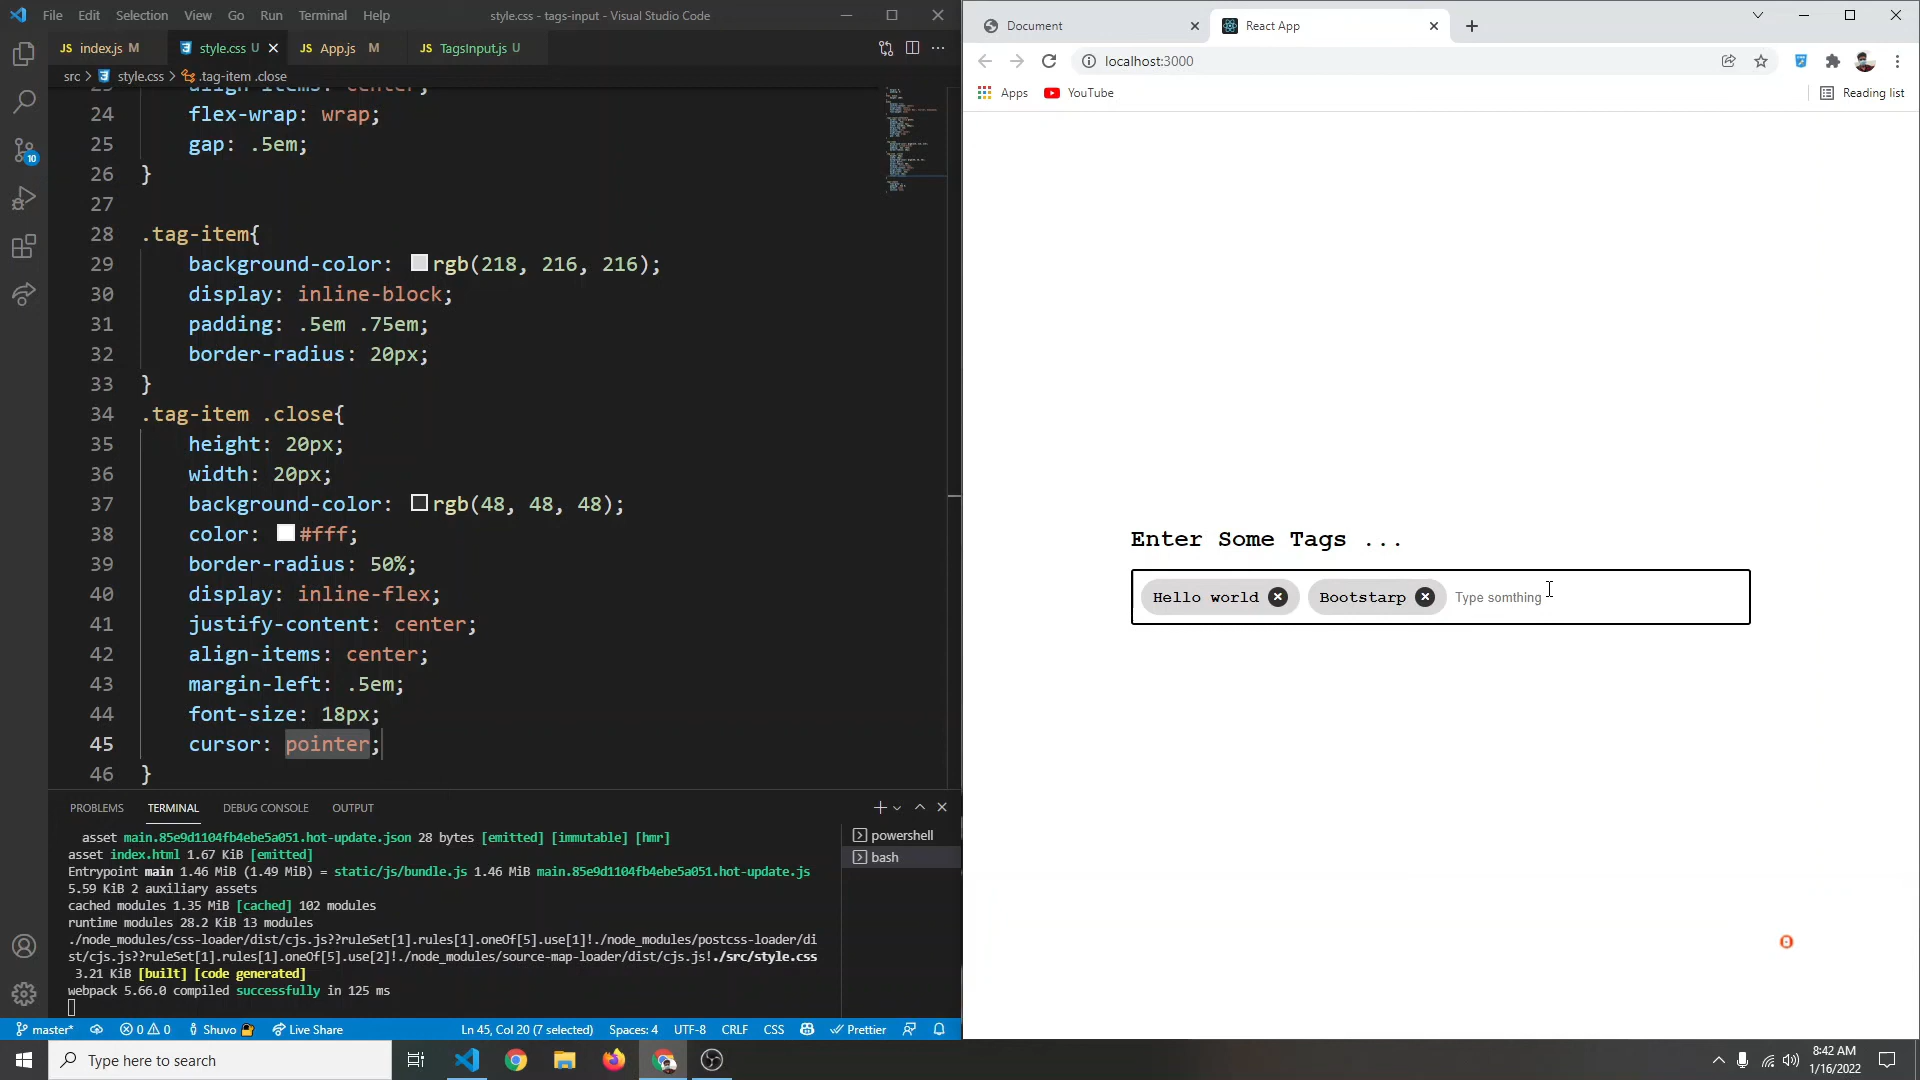 File Edit Selection View Go Run Terminal Help
style.css - tags-input - Visual Studio Code
JS index.js M
style.css U
JS App.js M
JS TagsInput.js U
src > style.css > .tag-item .close
23 align-items: center;
24 flex-wrap: wrap;
25 gap: .5em;
26 }
27
28 .tag-item{
29 background-color: rgb(218, 216, 216);
30 display: inline-block;
31 padding: .5em .75em;
32 border-radius: 20px;
33 }
34 .tag-item .close{
35 height: 20px;
36 width: 20px;
37 background-color: rgb(48, 48, 48);
38 color: #fff;
39 border-radius: 50%;
40 display: inline-flex;
41 justify-content: center;
42 align-items: center;
43 margin-left: .5em;
44 font-size: 18px;
45 cursor: pointer;
46 }
10
PROBLEMS TERMINAL DEBUG CONSOLE OUTPUT
asset main.85e9d1104fb4ebe5a051.hot-update.json 28 bytes [emitted] [immutable] [hmr]
asset index.html 1.67 KiB [emitted]
Entrypoint main 1.46 MiB (1.49 MiB) = static/js/bundle.js 1.46 MiB main.85e9d1104fb4ebe5a051.hot-update.js
5.59 KiB 2 auxiliary assets
cached modules 1.35 MiB [cached] 102 modules
runtime modules 28.2 KiB 13 modules
./node_modules/css-loader/dist/cjs.js??ruleSet[1].rules[1].oneOf[5].use[1]!./node_modules/postcss-loader/di
st/cjs.js??ruleSet[1].rules[1].oneOf[5].use[2]!./node_modules/source-map-loader/dist/cjs.js!./src/style.css
3.21 KiB [built] [code generated]
webpack 5.66.0 compiled successfully in 125 ms
powershell
bash
master* 0 0 Shuvo Live Share Ln 45, Col 20 (7 selected) Spaces: 4 UTF-8 CRLF CSS Prettier
Document
React App
localhost:3000
Apps YouTube Reading list
Enter Some Tags ...
Hello world Bootstarp Type somthing
Type here to search
8:42 AM
1/16/2022